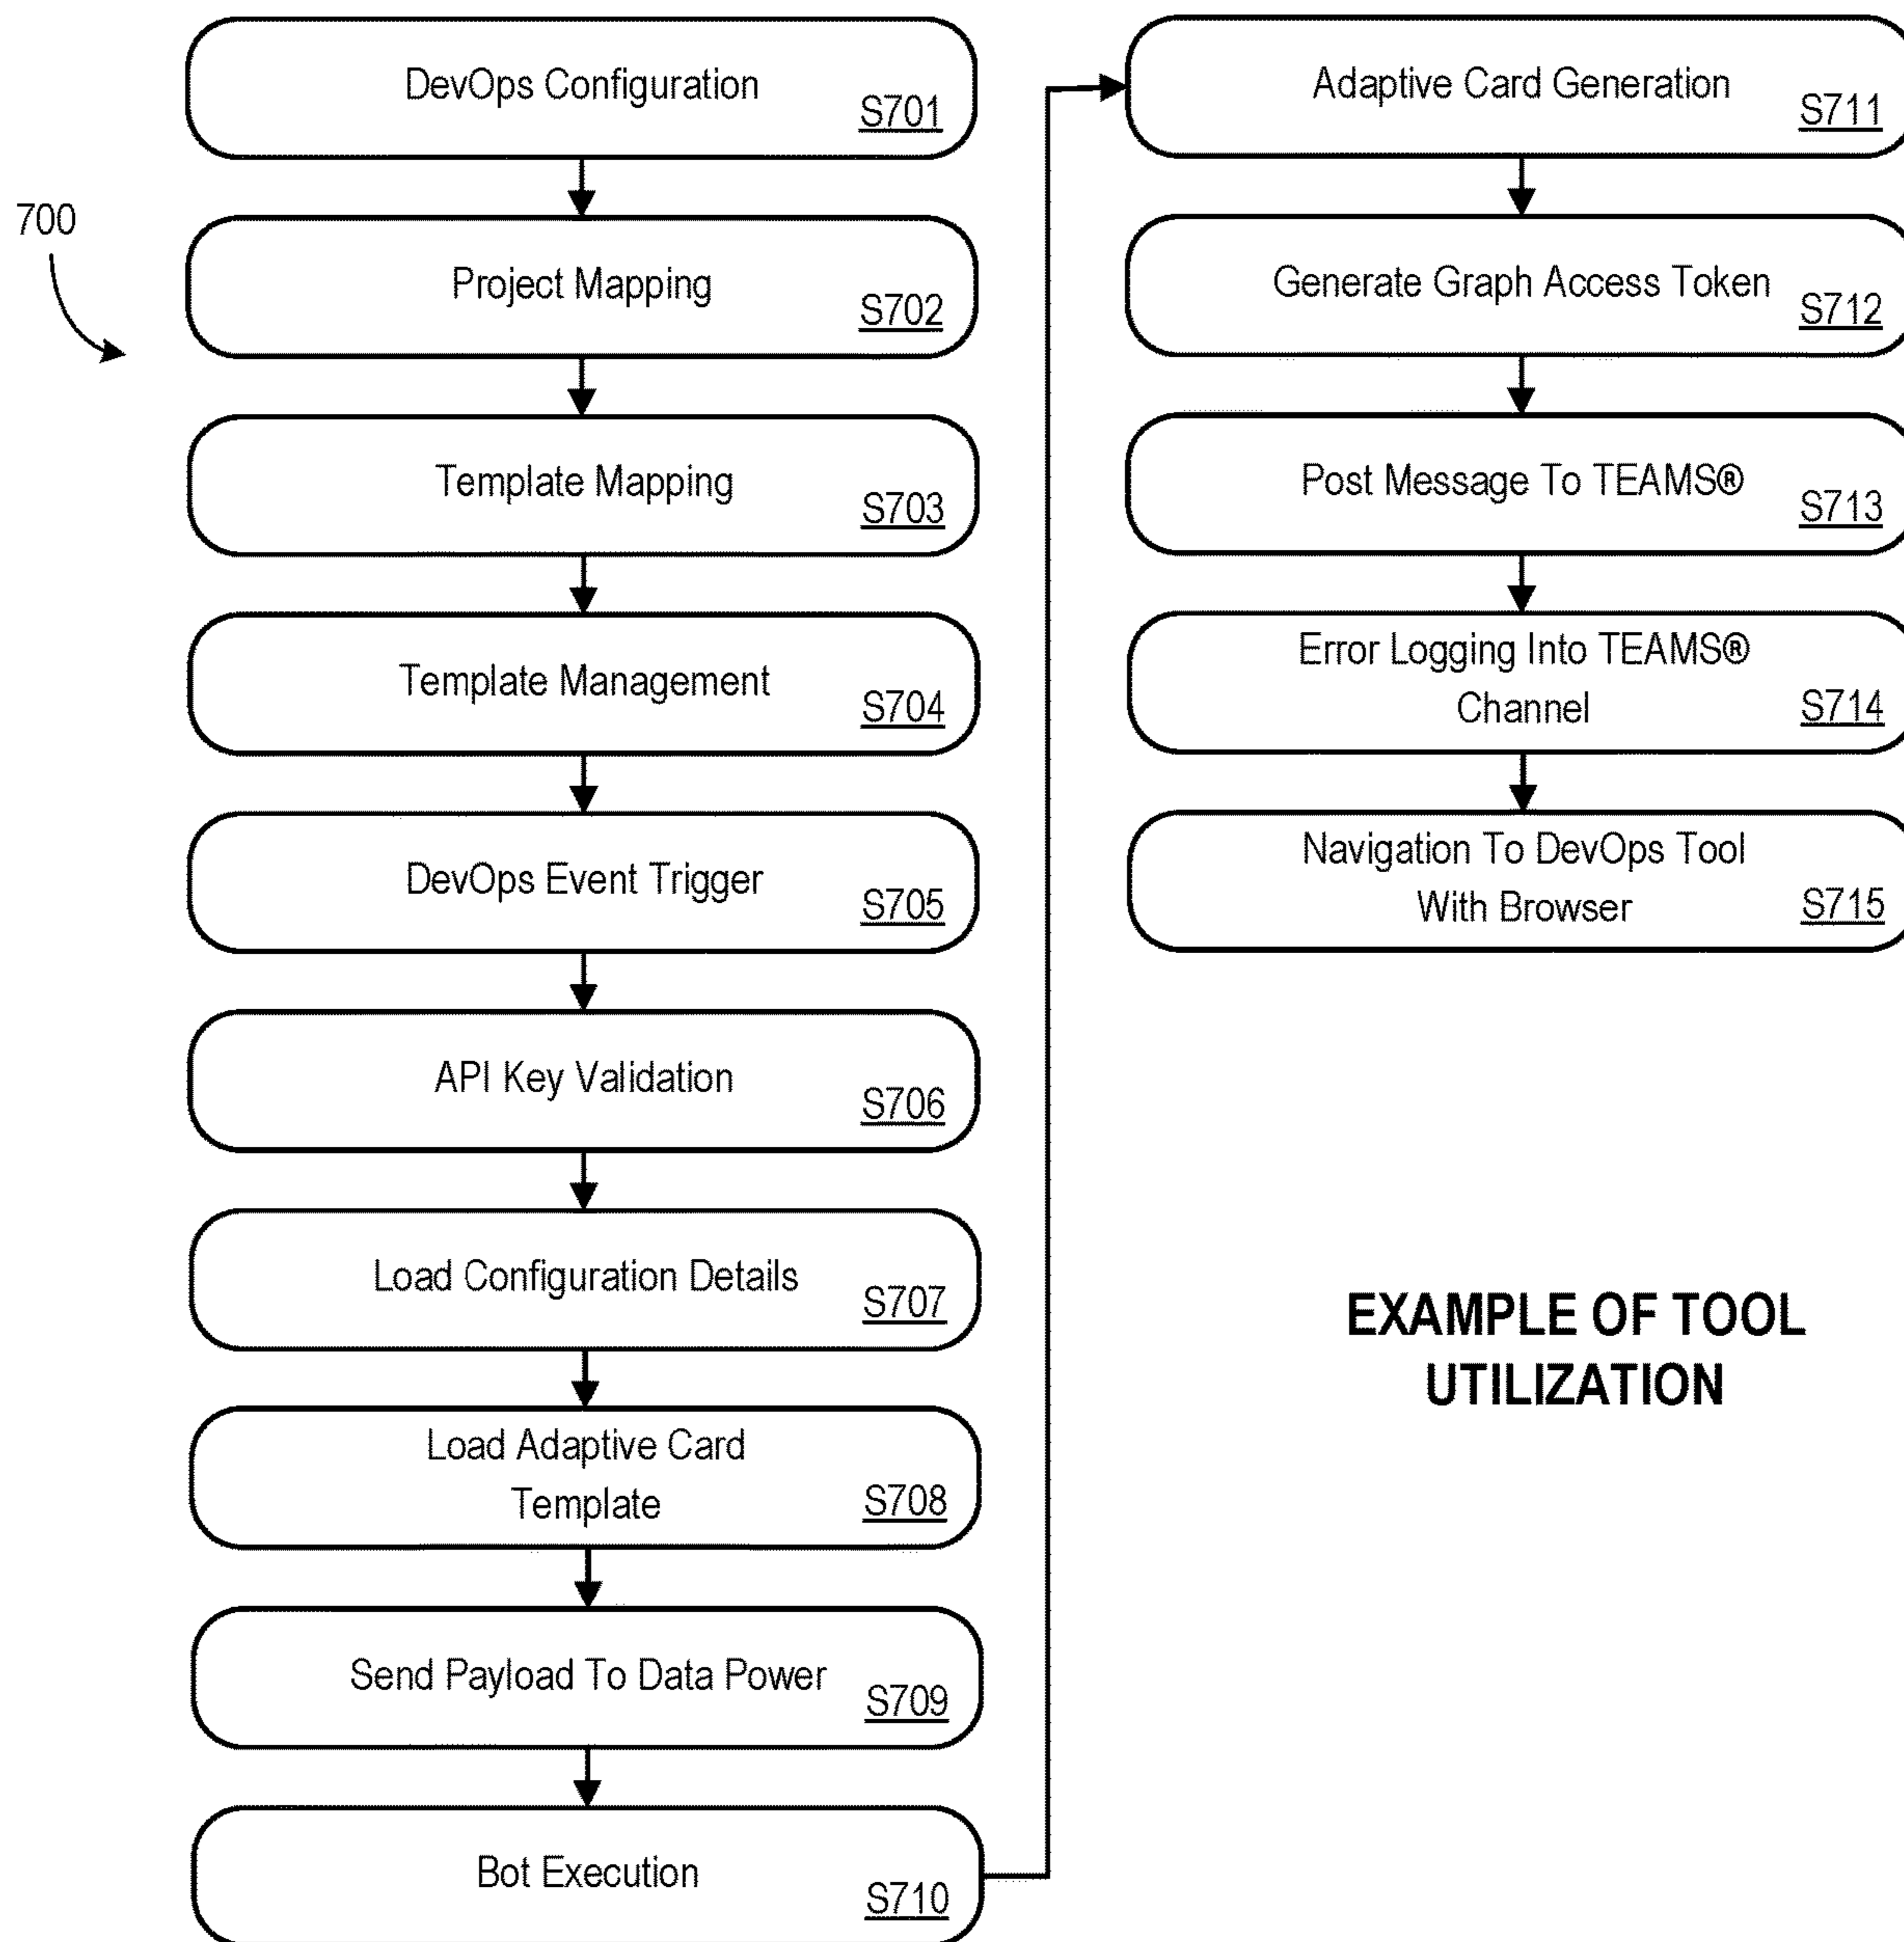 700
DevOps Configuration
S701
Project Mapping
S702
Template Mapping
S703
Template Management
S704
DevOps Event Trigger
S705
API Key Validation
S706
Load Configuration Details
S707
Load Adaptive Card
Template
S708
Send Payload To Data Power
S709
Bot Execution
S710
Adaptive Card Generation
S711
Generate Graph Access Token
S712
Post Message To TEAMS®
S713
Error Logging Into TEAMS®
Channel
S714
Navigation To DevOps Tool
With Browser
S715
EXAMPLE OF TOOL
UTILIZATION